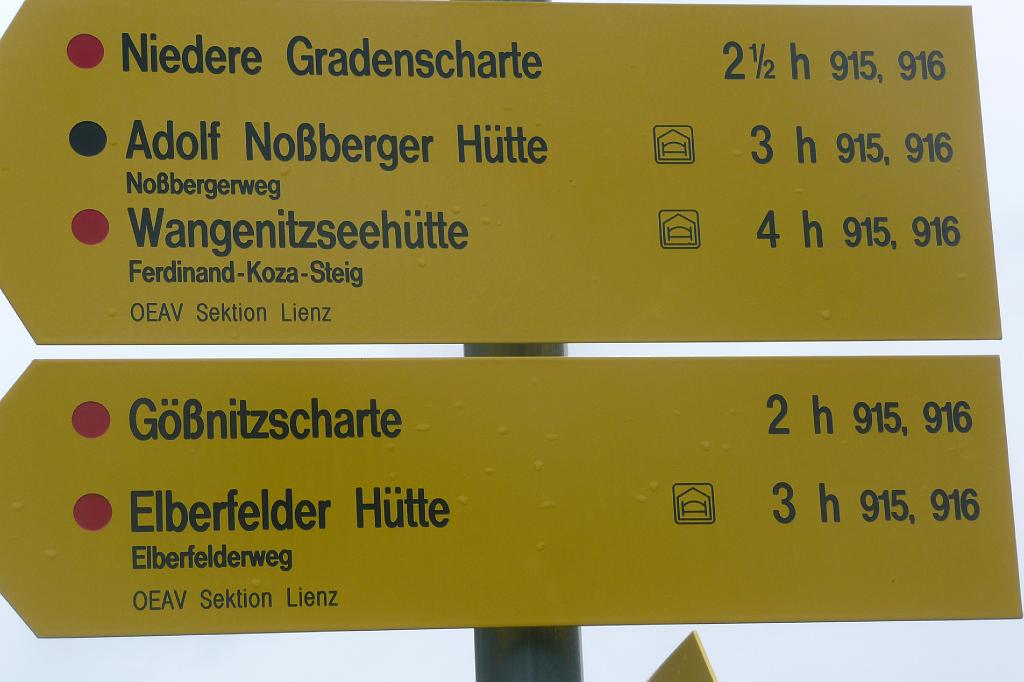 Niedere Gradenscharte 2½ h 915, 916
Adolf Noßberger Hütte 3 h 915, 916
Noßbergerweg
Wangenitzseehütte 4 h 915, 916
Ferdinand-Koza-Steig
OEAV Sektion Lienz
Gößnitzscharte 2 h 915, 916
Elberfelder Hütte 3 h 915, 916
Elberfelderweg
OEAV Sektion Lienz